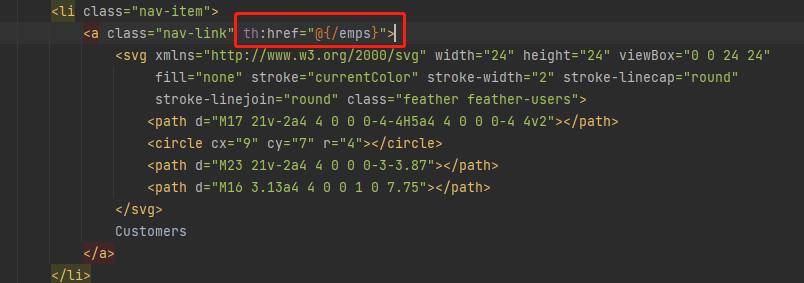 <li class="nav-item">
<a class="nav-link" th:href="@{/emps}">
<svg xmlns="http://www.w3.org/2000/svg" width="24" height="24" viewBox="0 0 24 24"
fill="none" stroke="currentColor" stroke-width="2" stroke-linecap="round"
stroke-linejoin="round" class="feather feather-users">
<path d="M17 21v-2a4 4 0 0 0-4-4H5a4 4 0 0 0-4 4v2"></path>
<circle cx="9" cy="7" r="4"></circle>
<path d="M23 21v-2a4 4 0 0 0-3-3.87"></path>
<path d="M16 3.13a4 4 0 0 1 0 7.75"></path>
</svg>
Customers
</a>
</li>